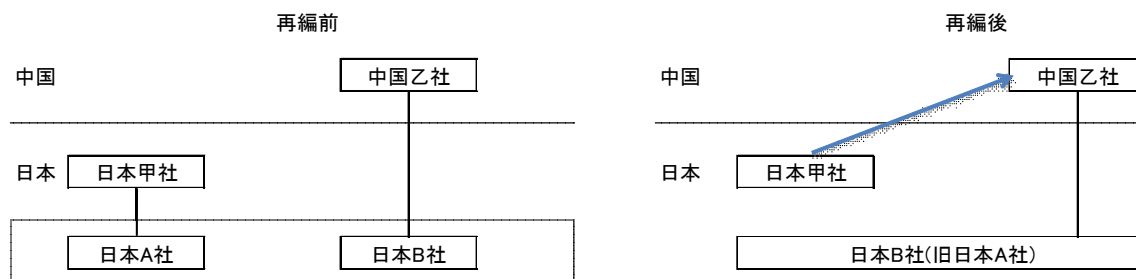 再編前
中国
中国乙社
日本
日本甲社
日本A社
日本B社
再編後
中国
中国乙社
日本
日本甲社
日本B社(旧日本A社)